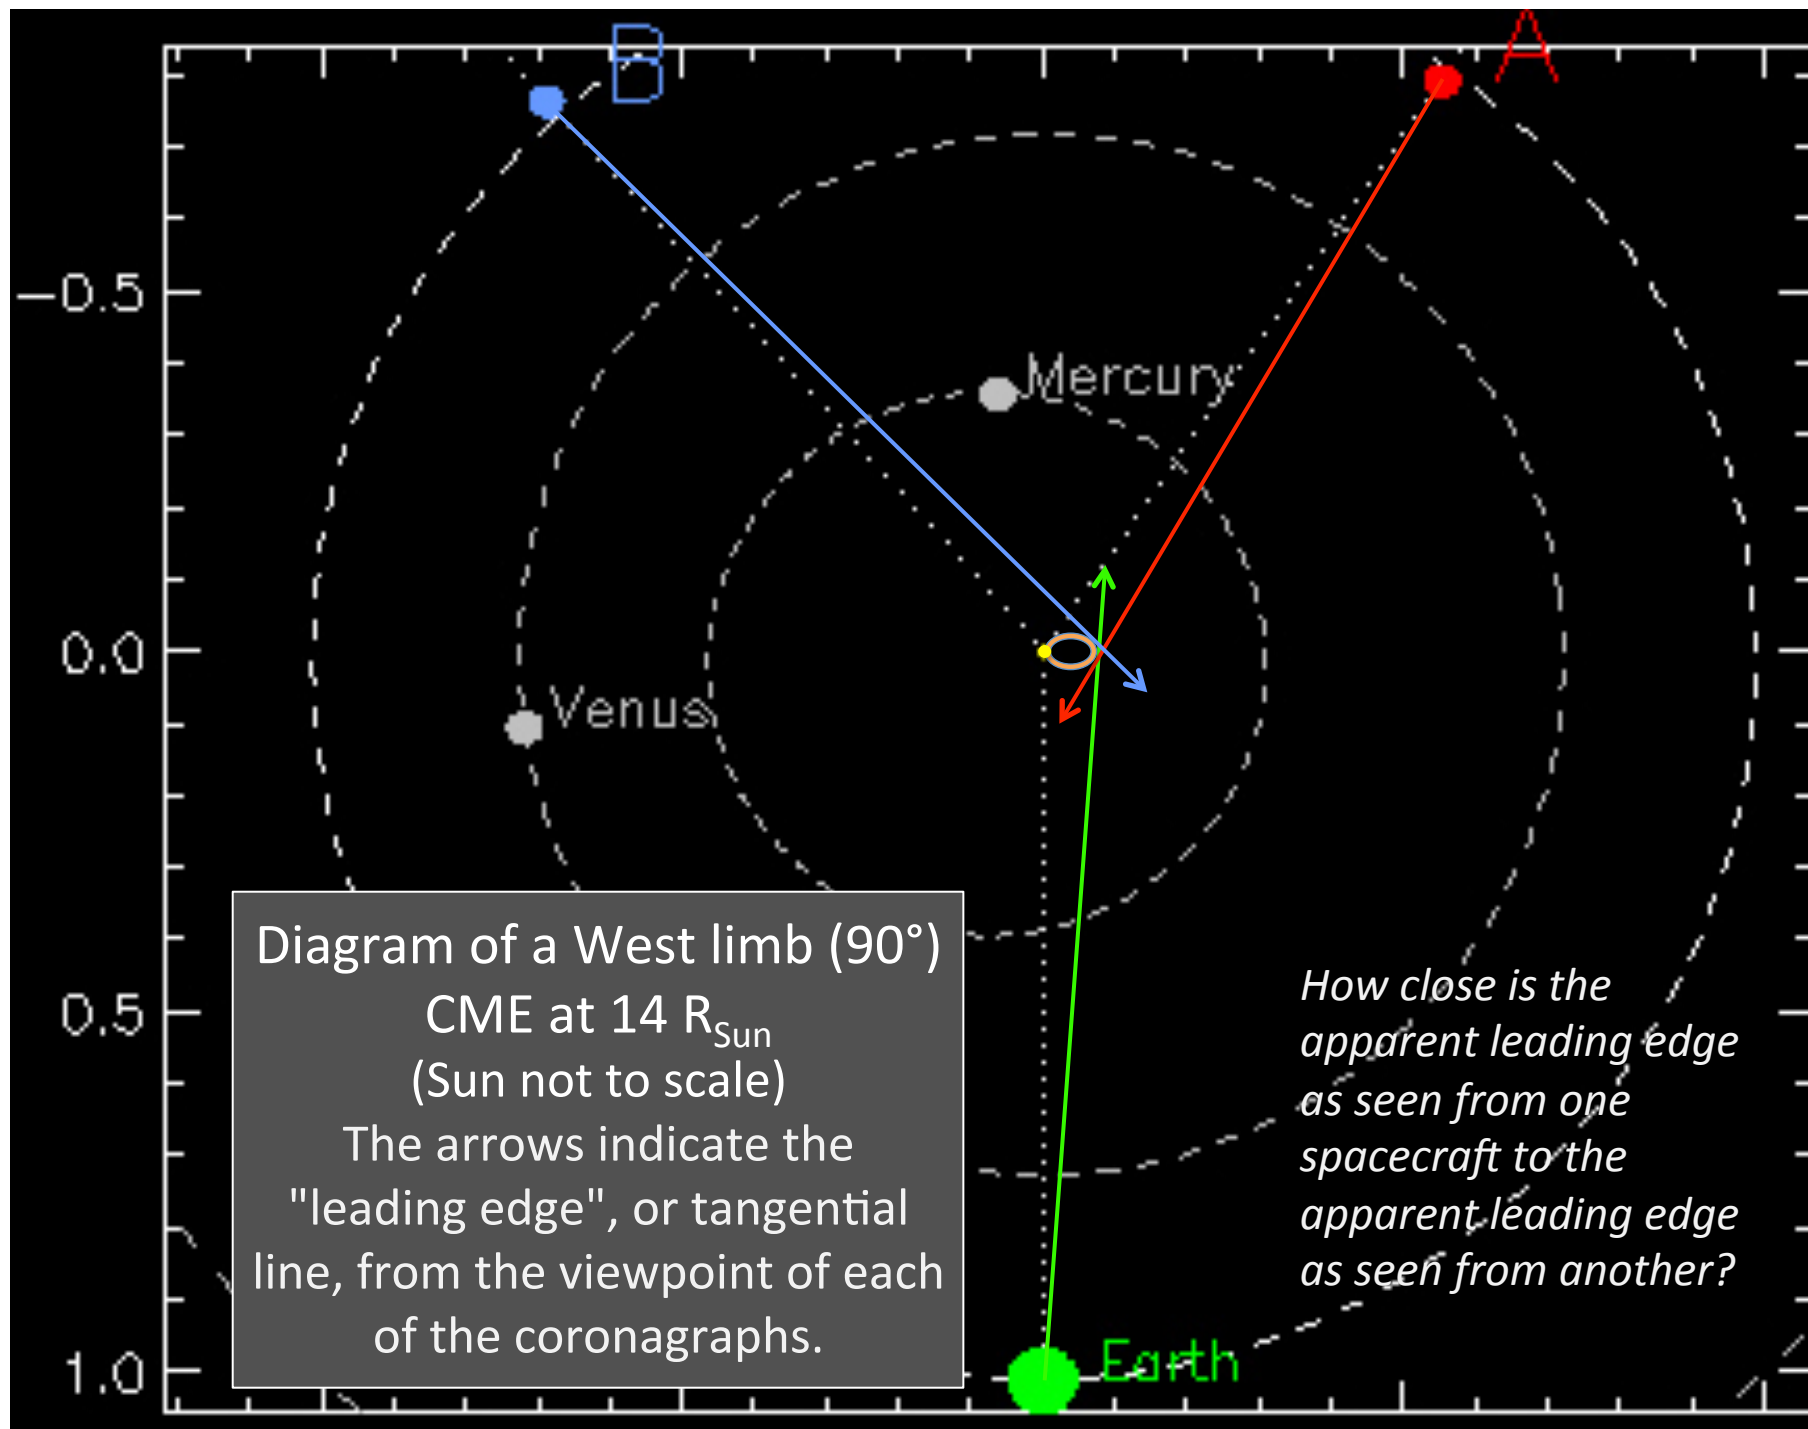 B
B
A
−0.5
Mercury
0.0
Venus
Diagram of a West limb (90°)
CME at 14 RSun
(Sun not to scale)
The arrows indicate the
"leading edge", or tangential
line, from the viewpoint of each
of the coronagraphs.
0.5
How close is the
apparent leading edge
as seen from one
spacecraft to the
apparent leading edge
as seen from another?
1.0
Earth